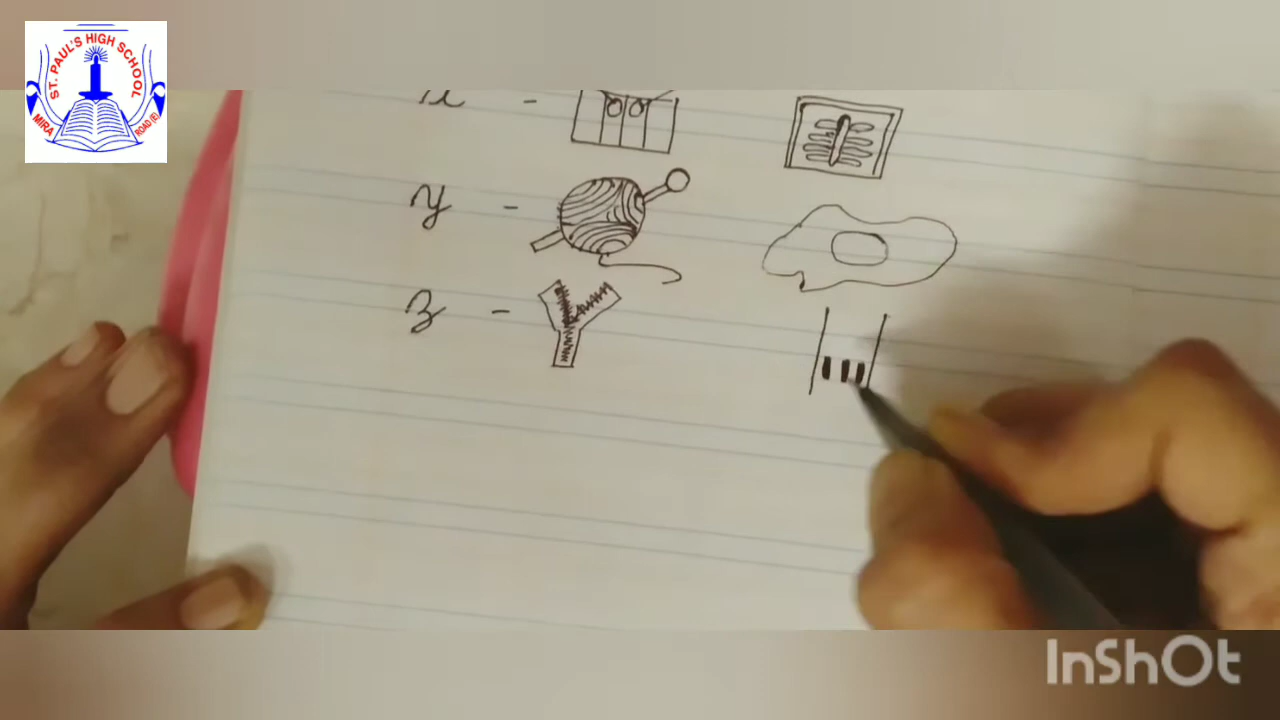 ST. PAUL'S HIGH SCHOOL
MIRA ROAD (E)
x -
y -
z -
InShOt